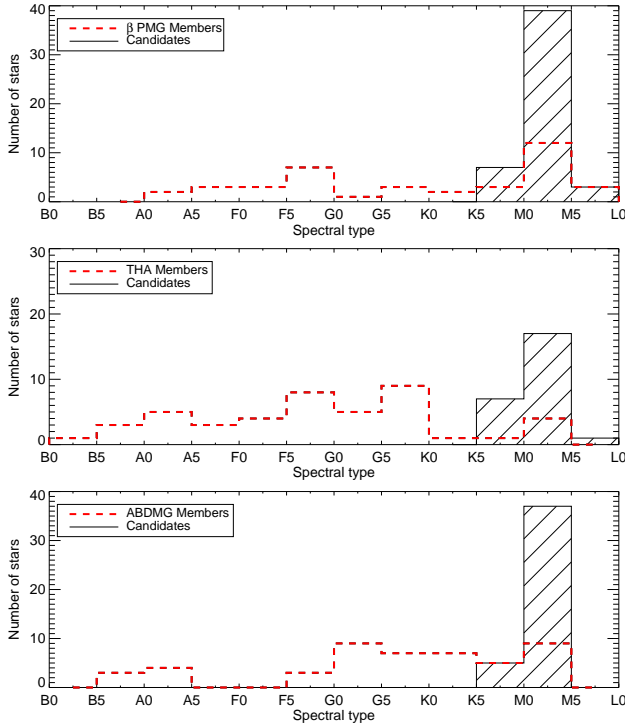 40
30
20
10
0
Number of stars
β PMG Members
Candidates
B0 B5 A0 A5 F0 F5 G0 G5 K0 K5 M0 M5 L0
Spectral type
30
20
10
0
Number of stars
THA Members
Candidates
B0 B5 A0 A5 F0 F5 G0 G5 K0 K5 M0 M5 L0
Spectral type
40
30
20
10
0
Number of stars
ABDMG Members
Candidates
B0 B5 A0 A5 F0 F5 G0 G5 K0 K5 M0 M5 L0
Spectral type